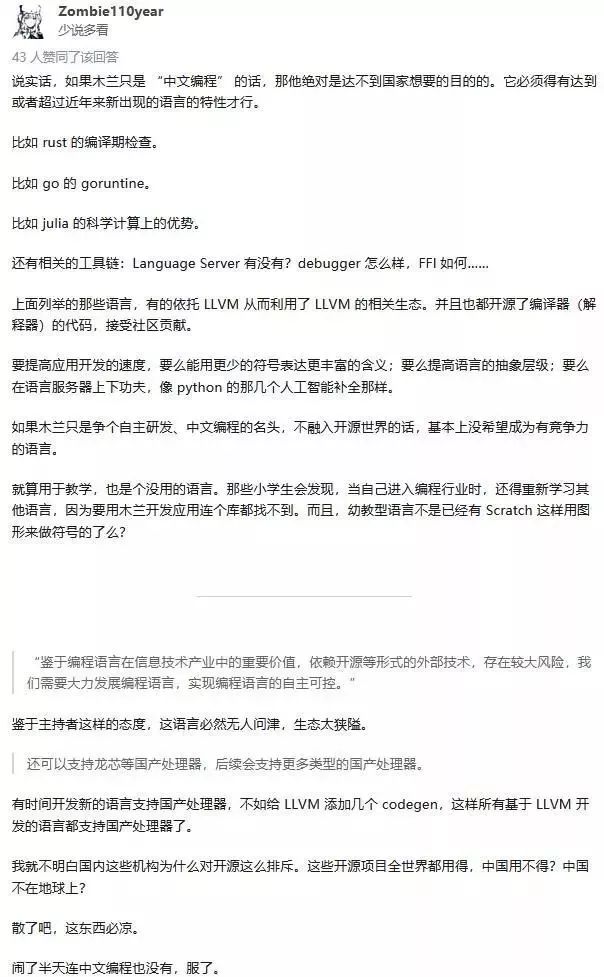 Zombie110year
少说多看
43 人赞同了该回答
说实话，如果木兰只是 “中文编程” 的话，那他绝对是达不到国家想要的目的的。它必须得有达到
或者超过近年来新出现的语言的特性才行。
比如 rust 的编译期检查。
比如 go 的 goruntine。
比如 julia 的科学计算上的优势。
还有相关的工具链：Language Server 有没有？debugger 怎么样，FFI 如何......
上面列举的那些语言，有的依托 LLVM 从而利用了 LLVM 的相关生态。并且也都开源了编译器（解
释器）的代码，接受社区贡献。
要提高应用开发的速度，要么能用更少的符号表达更丰富的含义；要么提高语言的抽象层级；要么
在语言服务器上下功夫，像 python 的那几个人工智能补全那样。
如果木兰只是争个自主研发、中文编程的名头，不融入开源世界的话，基本上没希望成为有竞争力
的语言。
就算用于教学，也是个没用的语言。那些小学生会发现，当自己进入编程行业时，还得重新学习其
他语言，因为要用木兰开发应用连个库都找不到。而且，幼教型语言不是已经有 Scratch 这样用图
形来做符号的了么？
“鉴于编程语言在信息技术产业中的重要价值，依赖开源等形式的外部技术，存在较大风险，我
们需要大力发展编程语言，实现编程语言的自主可控。”
鉴于主持者这样的态度，这语言必然无人问津，生态太狭隘。
还可以支持龙芯等国产处理器，后续会支持更多类型的国产处理器。
有时间开发新的语言支持国产处理器，不如给 LLVM 添加几个 codegen，这样所有基于 LLVM 开
发的语言都支持国产处理器了。
我就不明白国内这些机构为什么对开源这么排斥。这些开源项目全世界都用得，中国用不得？中国
不在地球上？
散了吧，这东西必凉。
闹了半天连中文编程也没有，服了。